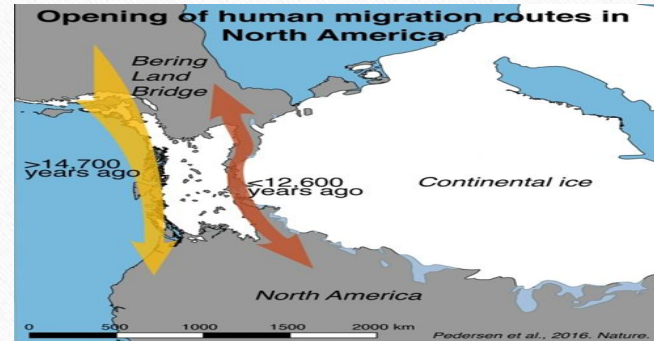 Opening of human migration routes in
North America
Bering
Land
Bridge
>14,700
years ago
<12,600
years ago
Continental ice
North America
0 500 1000 1500 2000 km
Pedersen et al., 2016. Nature.